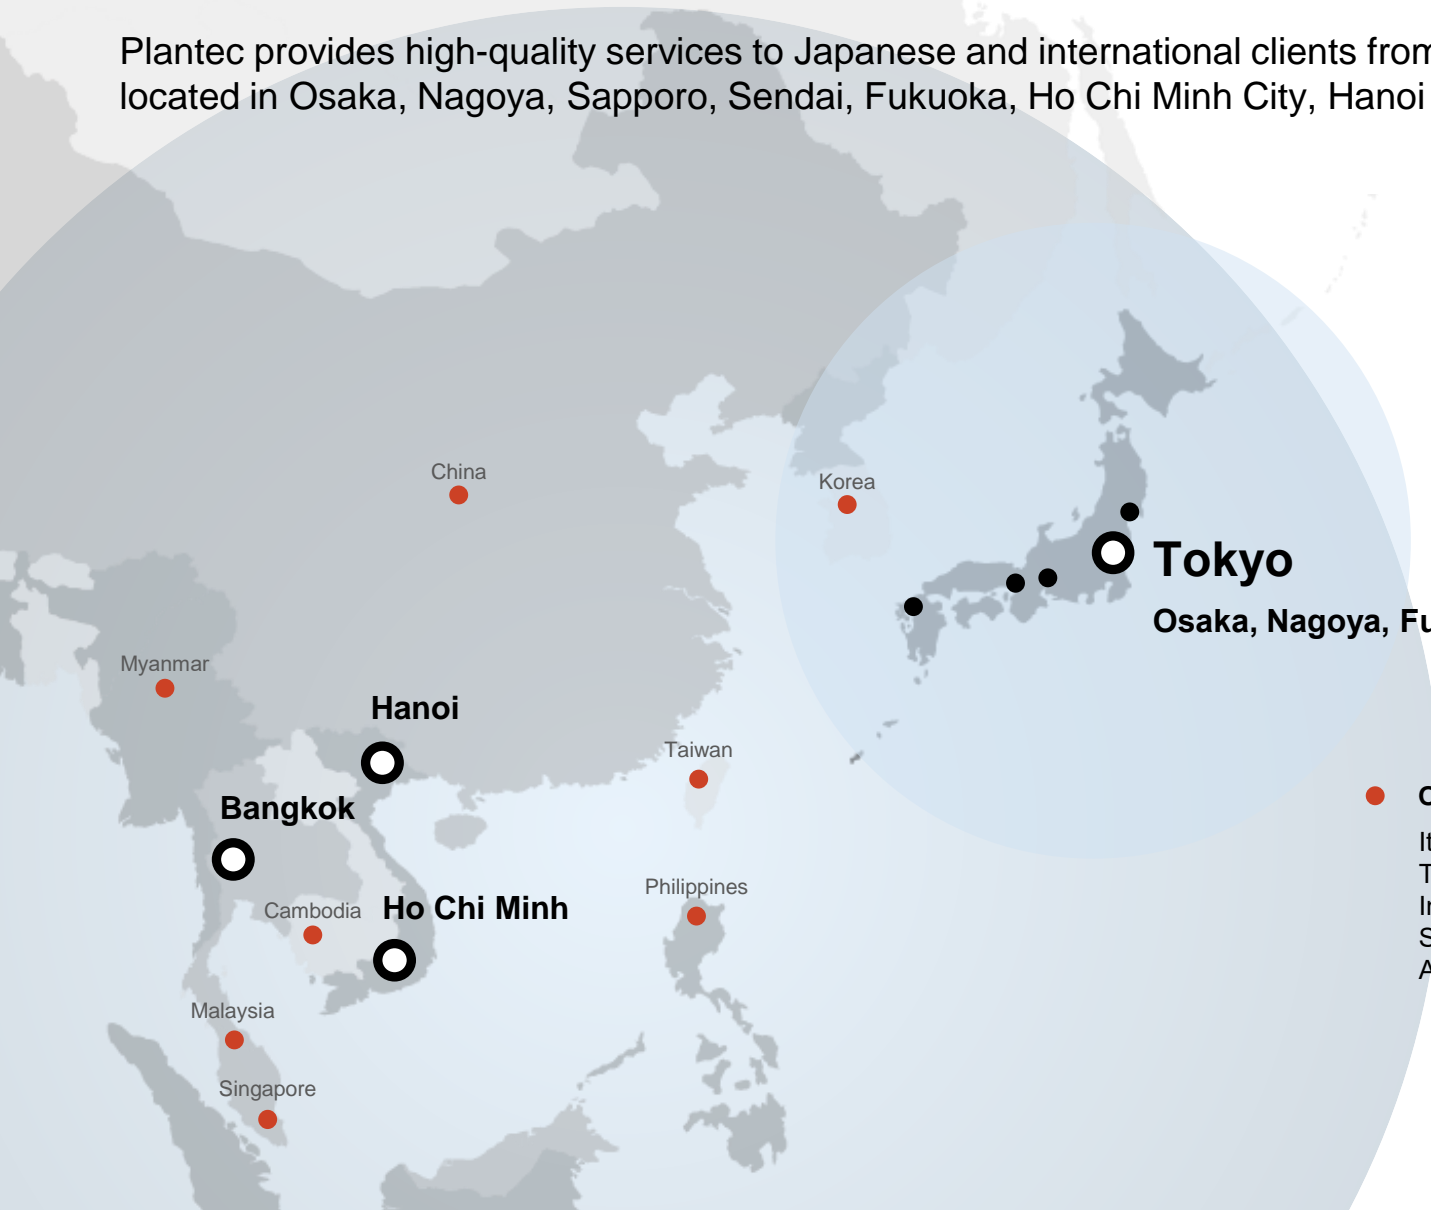 Plantec provides high-quality services to Japanese and international clients from
located in Osaka, Nagoya, Sapporo, Sendai, Fukuoka, Ho Chi Minh City, Hanoi
China
Korea
Tokyo
Osaka, Nagoya,
Myanmar
Hanoi
Taiwan
Bangkok
Philippines
Cambodia
Ho Chi Minh
Malaysia
Singapore